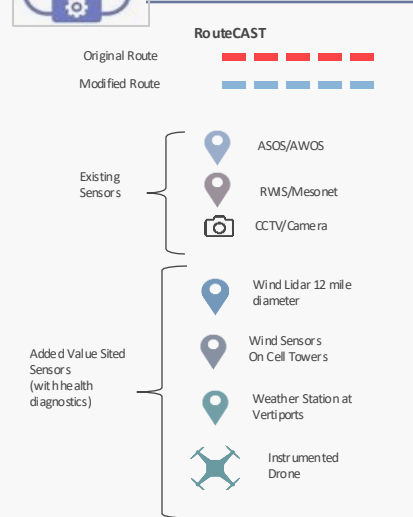 RouteCAST
Original Route
Modified Route
Existing
Sensors
ASOS/AWOS
RWIS/Mesonet
CCTV/Camera
Added Value Sited
Sensors
(with health
diagnostics)
Wind Lidar 12 mile
diameter
Wind Sensors
On Cell Towers
Weather Station at
Vertiports
Instrumented
Drone